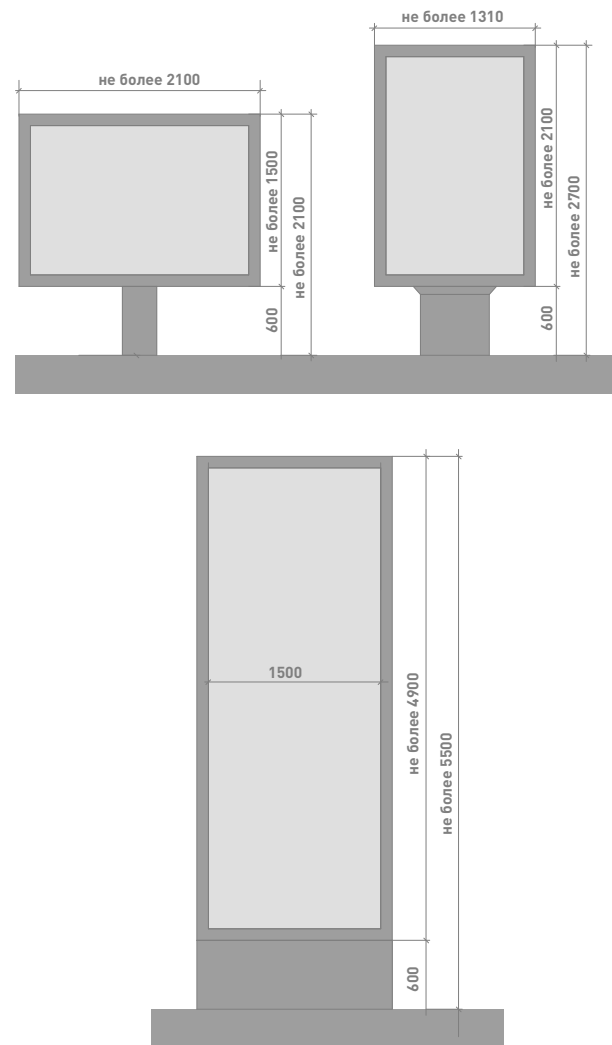 не более 1310
не более 2100
не более 1500
не более 2100
600
не более 2100
не более 2700
600
1500
не более 4900
не более 5500
600